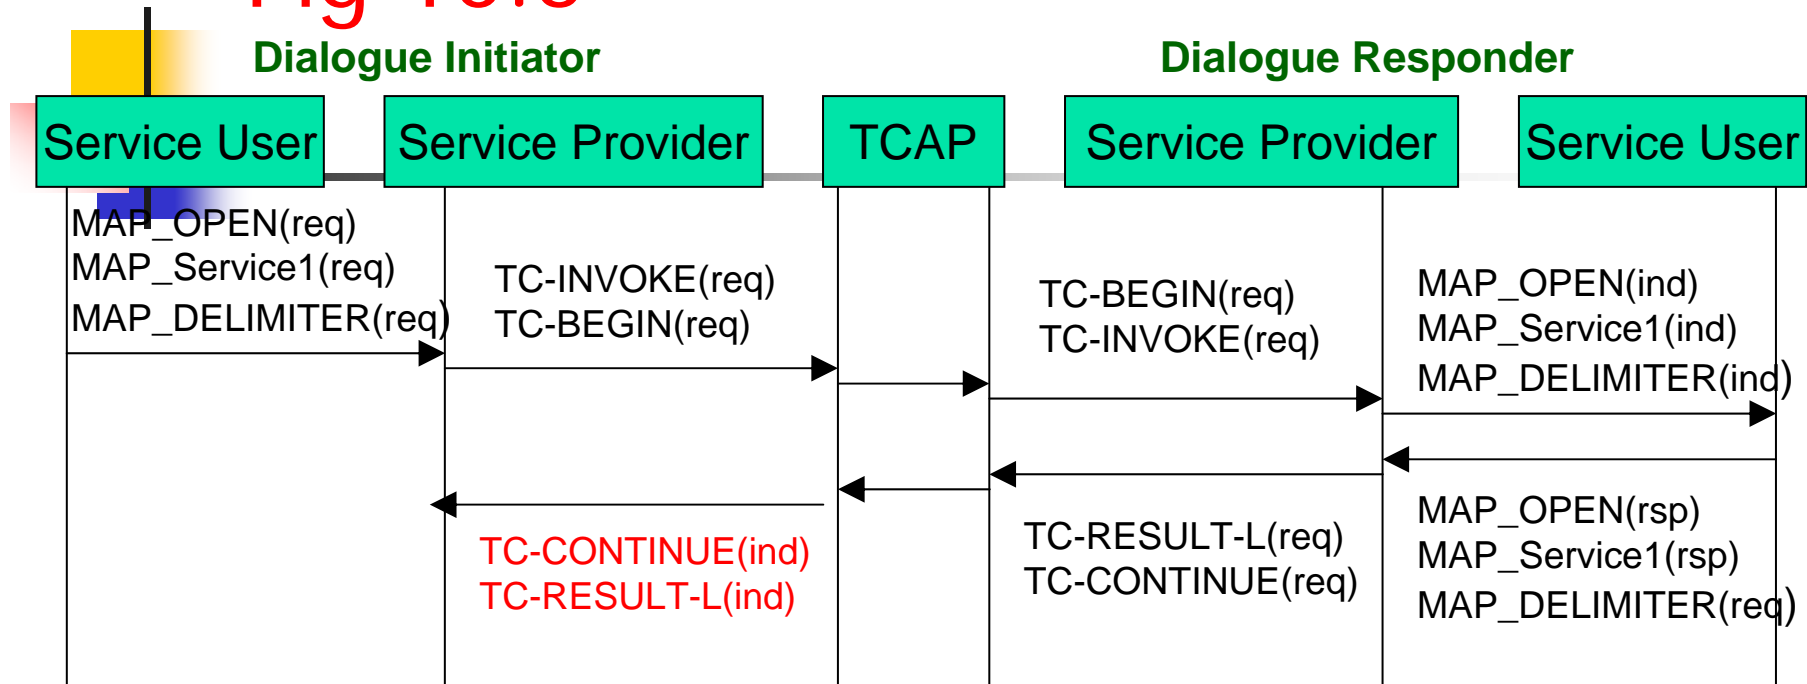 Dialogue Initiator
Dialogue Responder
Service User
Service Provider
TCAP
Service Provider
Service User
MAP_OPEN(req)
MAP_Service1(req)
MAP_DELIMITER(req)
TC-INVOKE(req)
TC-BEGIN(req)
TC-BEGIN(req)
TC-INVOKE(req)
MAP_OPEN(ind)
MAP_Service1(ind)
MAP_DELIMITER(ind)
TC-CONTINUE(ind)
TC-RESULT-L(ind)
TC-RESULT-L(req)
TC-CONTINUE(req)
MAP_OPEN(rsp)
MAP_Service1(rsp)
MAP_DELIMITER(req)